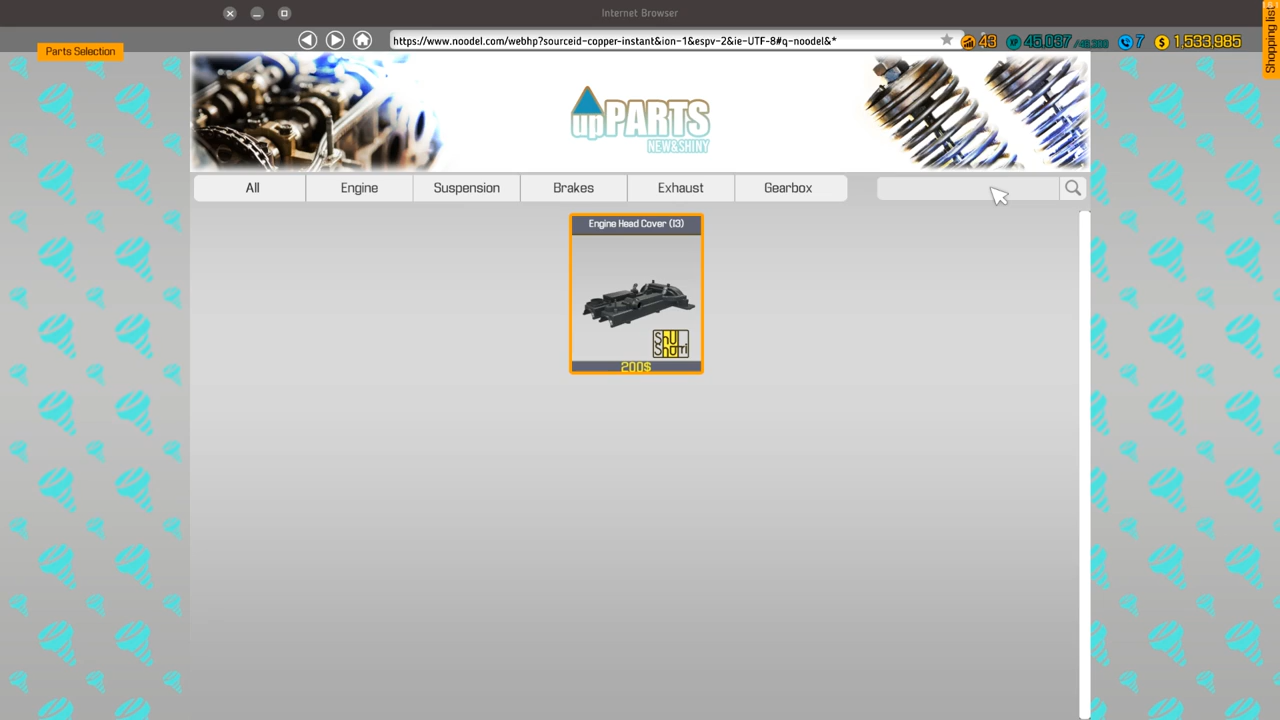 Internet Browser
Parts Selection
https://www.noodel.com/webhp?sourceid-copper-instant&ion-1&espv-2&ie-UTF-8#q-noodel&*
43
45,037
7
$ 1,533,985
Shopping list
upPARTS
NEW&SHINY
All
Engine
Suspension
Brakes
Exhaust
Gearbox
Engine Head Cover (I3)
200$